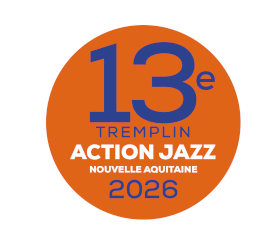 13e
TREMPLIN
ACTION JAZZ
NOUVELLE AQUITAINE
2026